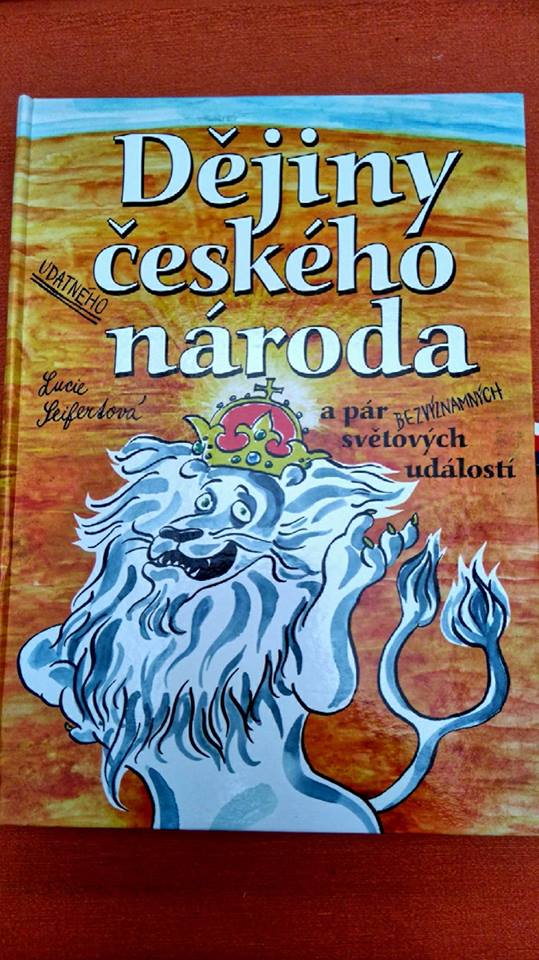 Dějiny
UDATNÉHO
českého
národa
Lucie
Seifertová
a pár BEZVÝZNAMNÝCH
světových
událostí